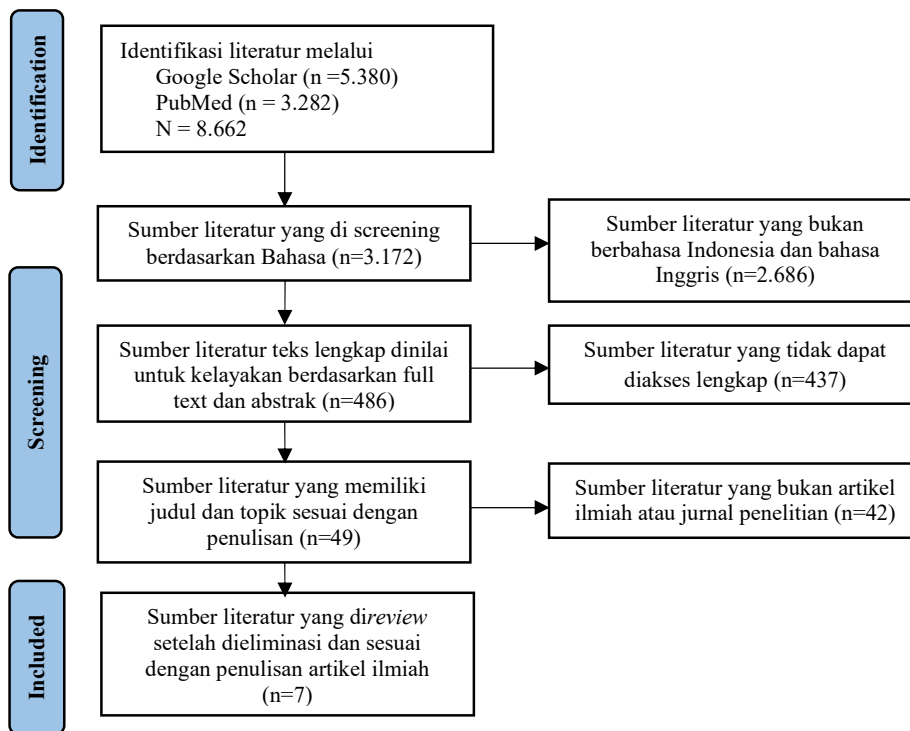 Identification
Identifikasi literatur melalui
Google Scholar (n =5.380)
PubMed (n = 3.282)
N = 8.662
Screening
Sumber literatur yang di screening
berdasarkan Bahasa (n=3.172)
Sumber literatur yang bukan
berbahasa Indonesia dan bahasa
Inggris (n=2.686)
Sumber literatur teks lengkap dinilai
untuk kelayakan berdasarkan full
text dan abstrak (n=486)
Sumber literatur yang tidak dapat
diakses lengkap (n=437)
Sumber literatur yang memiliki
judul dan topik sesuai dengan
penulisan (n=49)
Sumber literatur yang bukan artikel
ilmiah atau jurnal penelitian (n=42)
Included
Sumber literatur yang direview
setelah dieliminasi dan sesuai
dengan penulisan artikel ilmiah
(n=7)